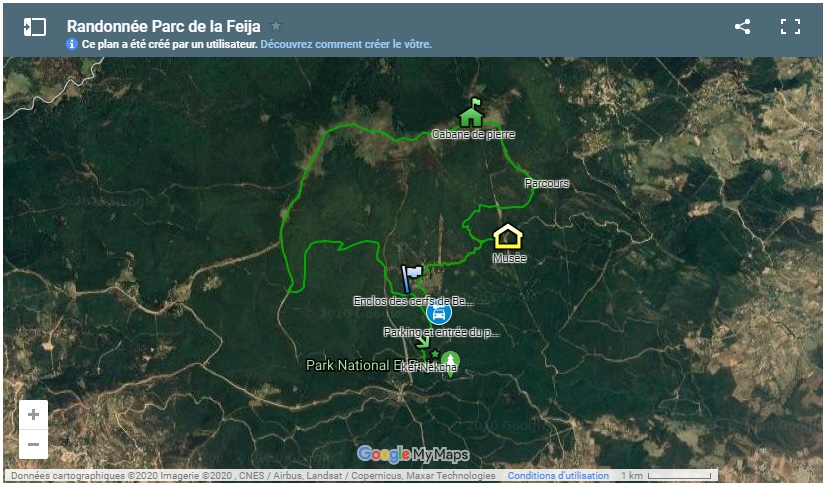 Randonnée Parc de la Feija
Ce plan a été créé par un utilisateur. Découvrez comment créer le vôtre.
Cabane de pierre
Parcours
Musée
Enclos des cerfs de Be...
Parking et entrée du p...
Park National El
Kef Nekcha
Google My Maps
Données cartographiques ©2020 Imagerie ©2020 , CNES / Airbus, Landsat / Copernicus, Maxar Technologies Conditions d'utilisation 1 km